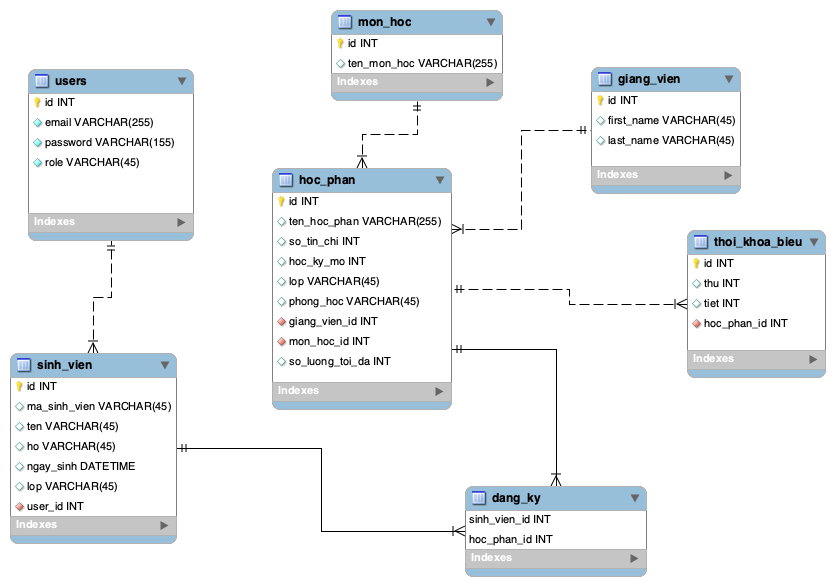 mon_hoc
id INT
ten_mon_hoc VARCHAR(255)
Indexes
users
id INT
email VARCHAR(255)
password VARCHAR(155)
role VARCHAR(45)
Indexes
giang_vien
id INT
first_name VARCHAR(45)
last_name VARCHAR(45)
Indexes
hoc_phan
id INT
ten_hoc_phan VARCHAR(255)
so_tin_chi INT
hoc_ky_mo INT
lop VARCHAR(45)
phong_hoc VARCHAR(45)
giang_vien_id INT
mon_hoc_id INT
so_luong_toi_da INT
Indexes
thoi_khoa_bieu
id INT
thu INT
tiet INT
hoc_phan_id INT
Indexes
sinh_vien
id INT
ma_sinh_vien VARCHAR(45)
ten VARCHAR(45)
ho VARCHAR(45)
ngay_sinh DATETIME
lop VARCHAR(45)
user_id INT
Indexes
dang_ky
sinh_vien_id INT
hoc_phan_id INT
Indexes